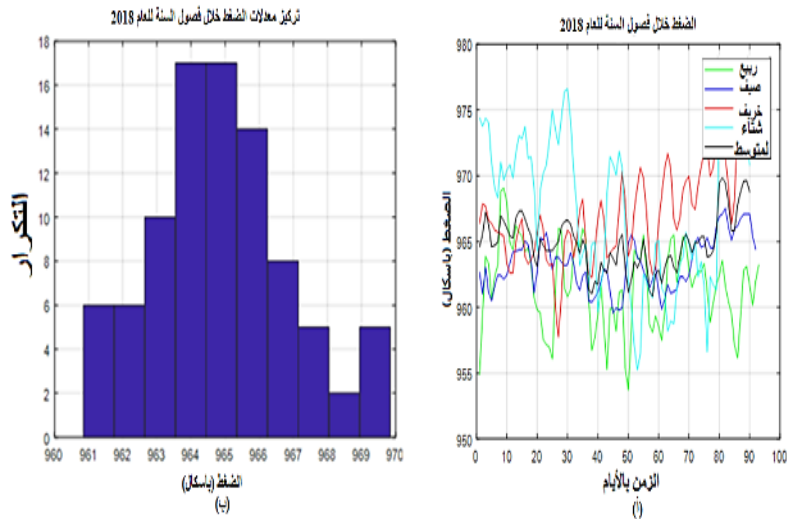 الضغط خلال فصول السنة للعام 2018
980
975
970
965
960
955
950
الضغط (باسكال)
ربيع
صيف
خريف
شتاء
المتوسط
0 10 20 30 40 50 60 70 80 90 100
الزمن بالأيام
(أ)
تركيز معدلات الضغط خلال فصول السنة للعام 2018
18
16
14
12
10
8
6
4
2
0
التكرار
960 961 962 963 964 965 966 967 968 969 970
الضغط (باسكال)
(ب)